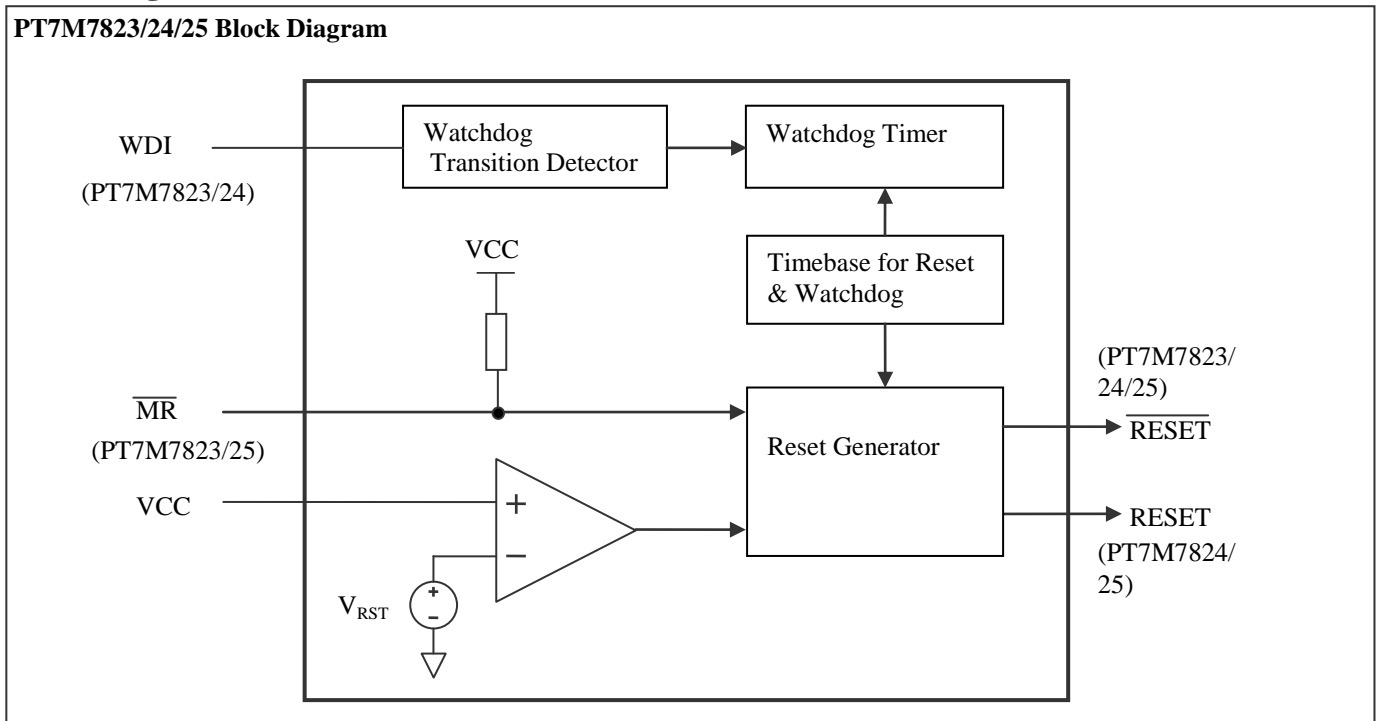 PT7M7823/24/25 Block Diagram
WDI
(PT7M7823/24)
Watchdog
Transition Detector
Watchdog Timer
VCC
Timebase for Reset
& Watchdog
MR
(PT7M7823/25)
VCC
+
−
VRST
+
-
Reset Generator
(PT7M7823/
24/25)
RESET
RESET
(PT7M7824/
25)